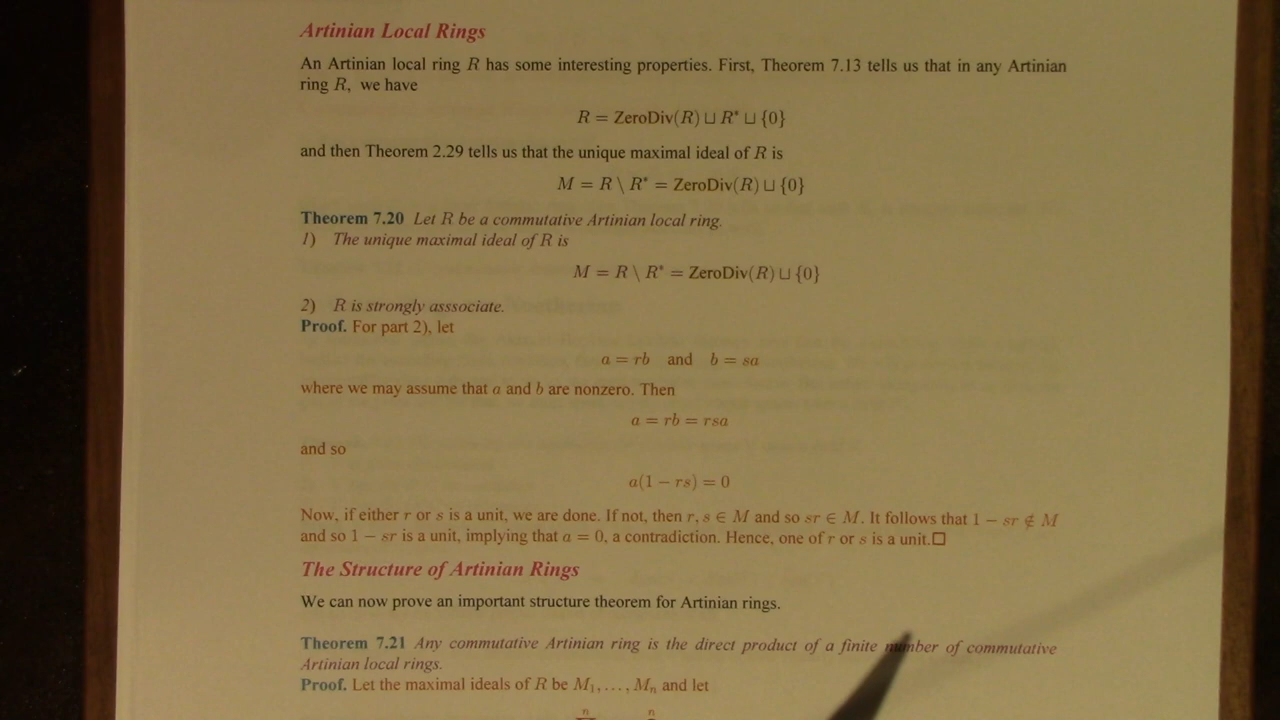 Artinian Local Rings
An Artinian local ring R has some interesting properties. First, Theorem 7.13 tells us that in any Artinian
ring R, we have
R = ZeroDiv(R) ⊔ R* ⊔ {0}
and then Theorem 2.29 tells us that the unique maximal ideal of R is
M = R \ R* = ZeroDiv(R) ⊔ {0}
Theorem 7.20 Let R be a commutative Artinian local ring.
1) The unique maximal ideal of R is
M = R \ R* = ZeroDiv(R) ⊔ {0}
2) R is strongly asssociate.
Proof. For part 2), let
a = rb and b = sa
where we may assume that a and b are nonzero. Then
a = rb = rsa
and so
a(1 − rs) = 0
Now, if either r or s is a unit, we are done. If not, then r, s ∈ M and so sr ∈ M. It follows that 1 − sr ∉ M
and so 1 − sr is a unit, implying that a = 0, a contradiction. Hence, one of r or s is a unit.□
The Structure of Artinian Rings
We can now prove an important structure theorem for Artinian rings.
Theorem 7.21 Any commutative Artinian ring is the direct product of a finite number of commutative
Artinian local rings.
Proof. Let the maximal ideals of R be M₁, . . . , Mₙ and let
n n